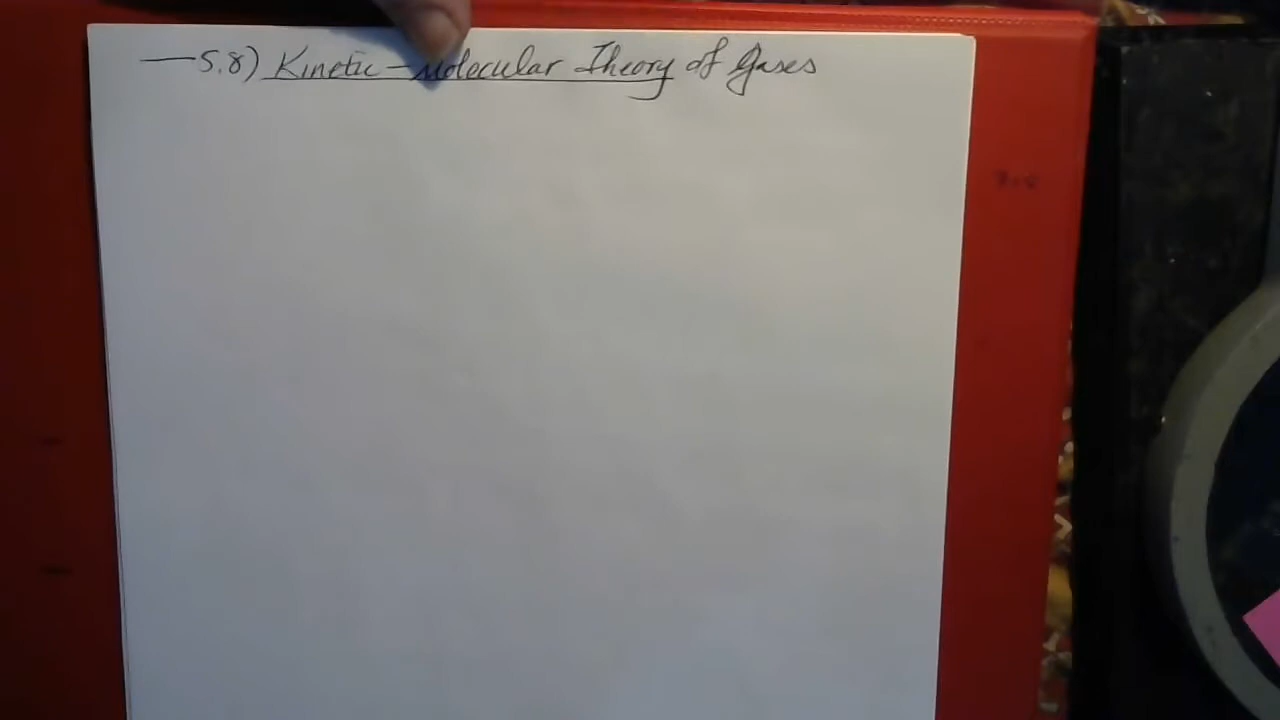 — 5.8) Kinetic-Molecular Theory of Gases